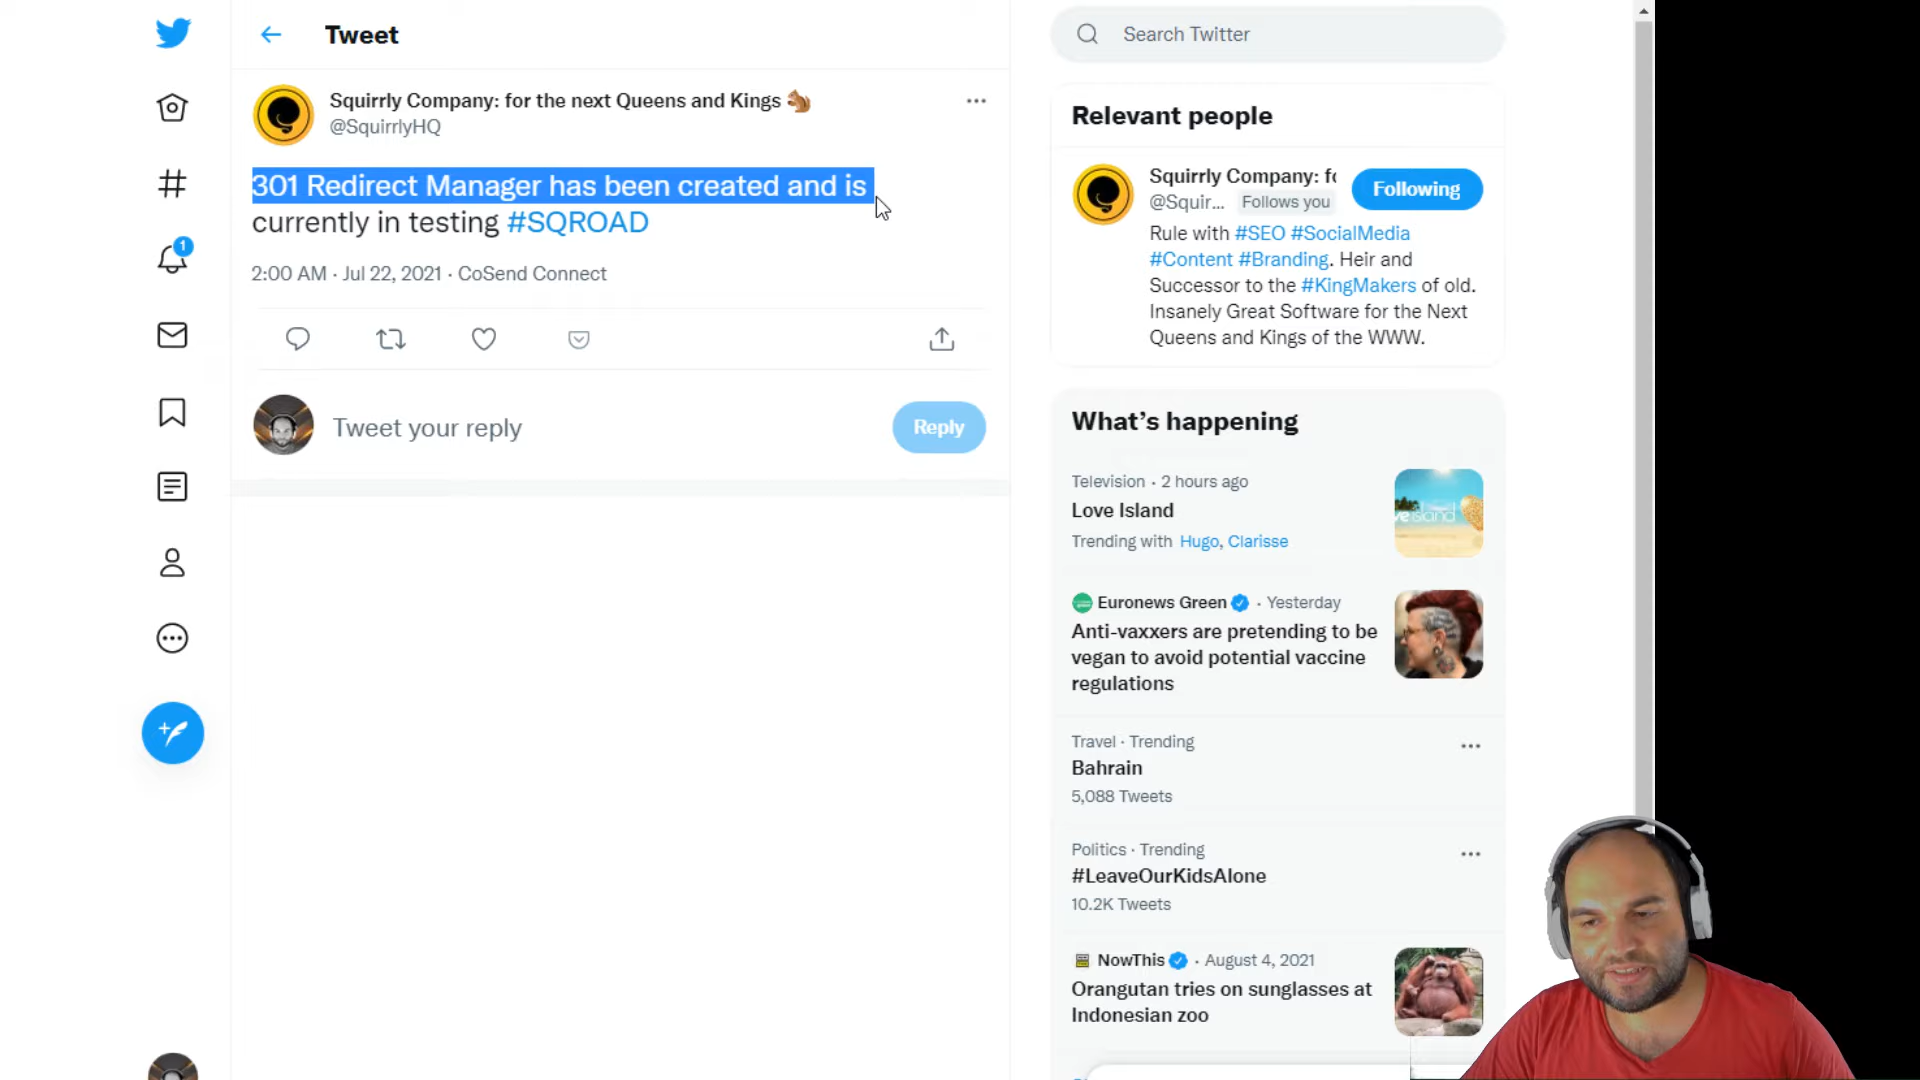 Tweet
Search Twitter
Squirrly Company: for the next Queens and Kings
@SquirrlyHQ
301 Redirect Manager has been created and is
currently in testing #SQROAD
2:00 AM · Jul 22, 2021 · CoSend Connect
Tweet your reply
Reply
1
Relevant people
Squirrly Company: fo
Following
@Squir... Follows you
Rule with #SEO #SocialMedia
#Content #Branding. Heir and
Successor to the #KingMakers of old.
Insanely Great Software for the Next
Queens and Kings of the WWW.
What's happening
Television · 2 hours ago
Love Island
Trending with Hugo, Clarisse
Euronews Green · Yesterday
Anti-vaxxers are pretending to be
vegan to avoid potential vaccine
regulations
Travel · Trending
Bahrain
5,088 Tweets
Politics · Trending
#LeaveOurKidsAlone
10.2K Tweets
NowThis · August 4, 2021
Orangutan tries on sunglasses at
Indonesian zoo